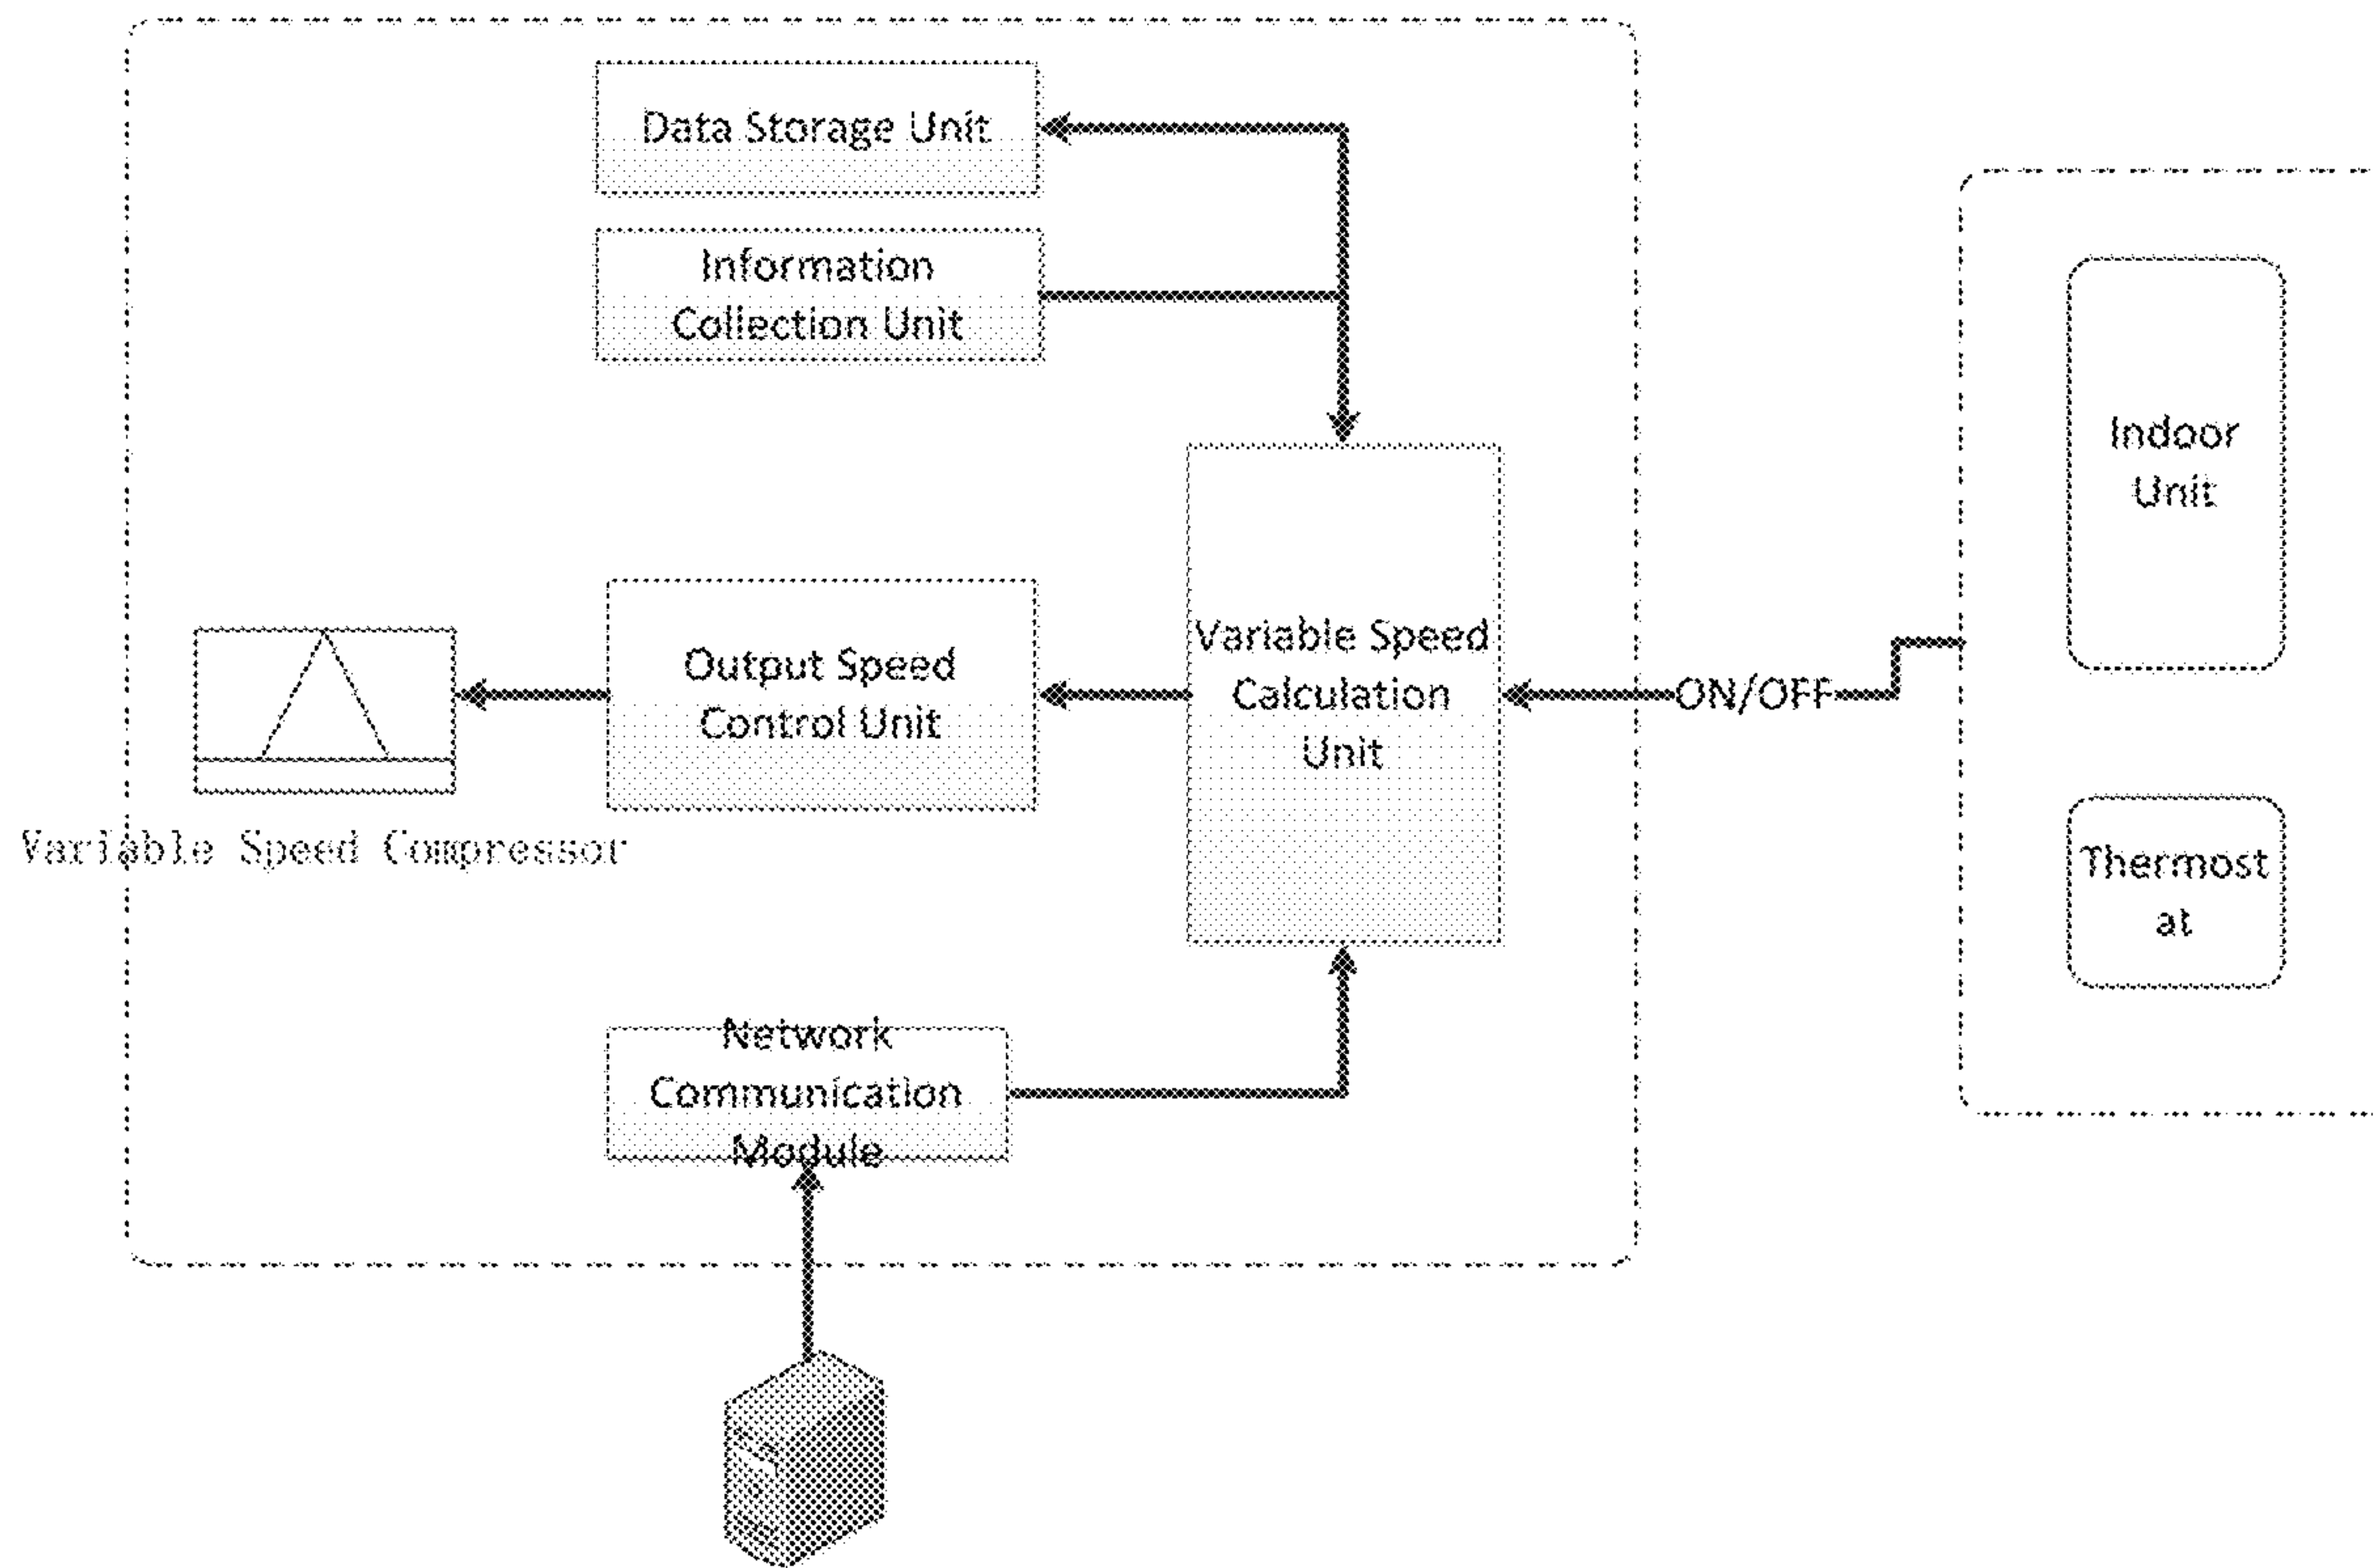 Data Storage Unit
Information
Collection Unit
Indoor
Unit
Variable Speed
Calculation
Unit
Output Speed
Control Unit
ON/OFF
Variable Speed Compressor
Thermost
at
Network
Communication
Module